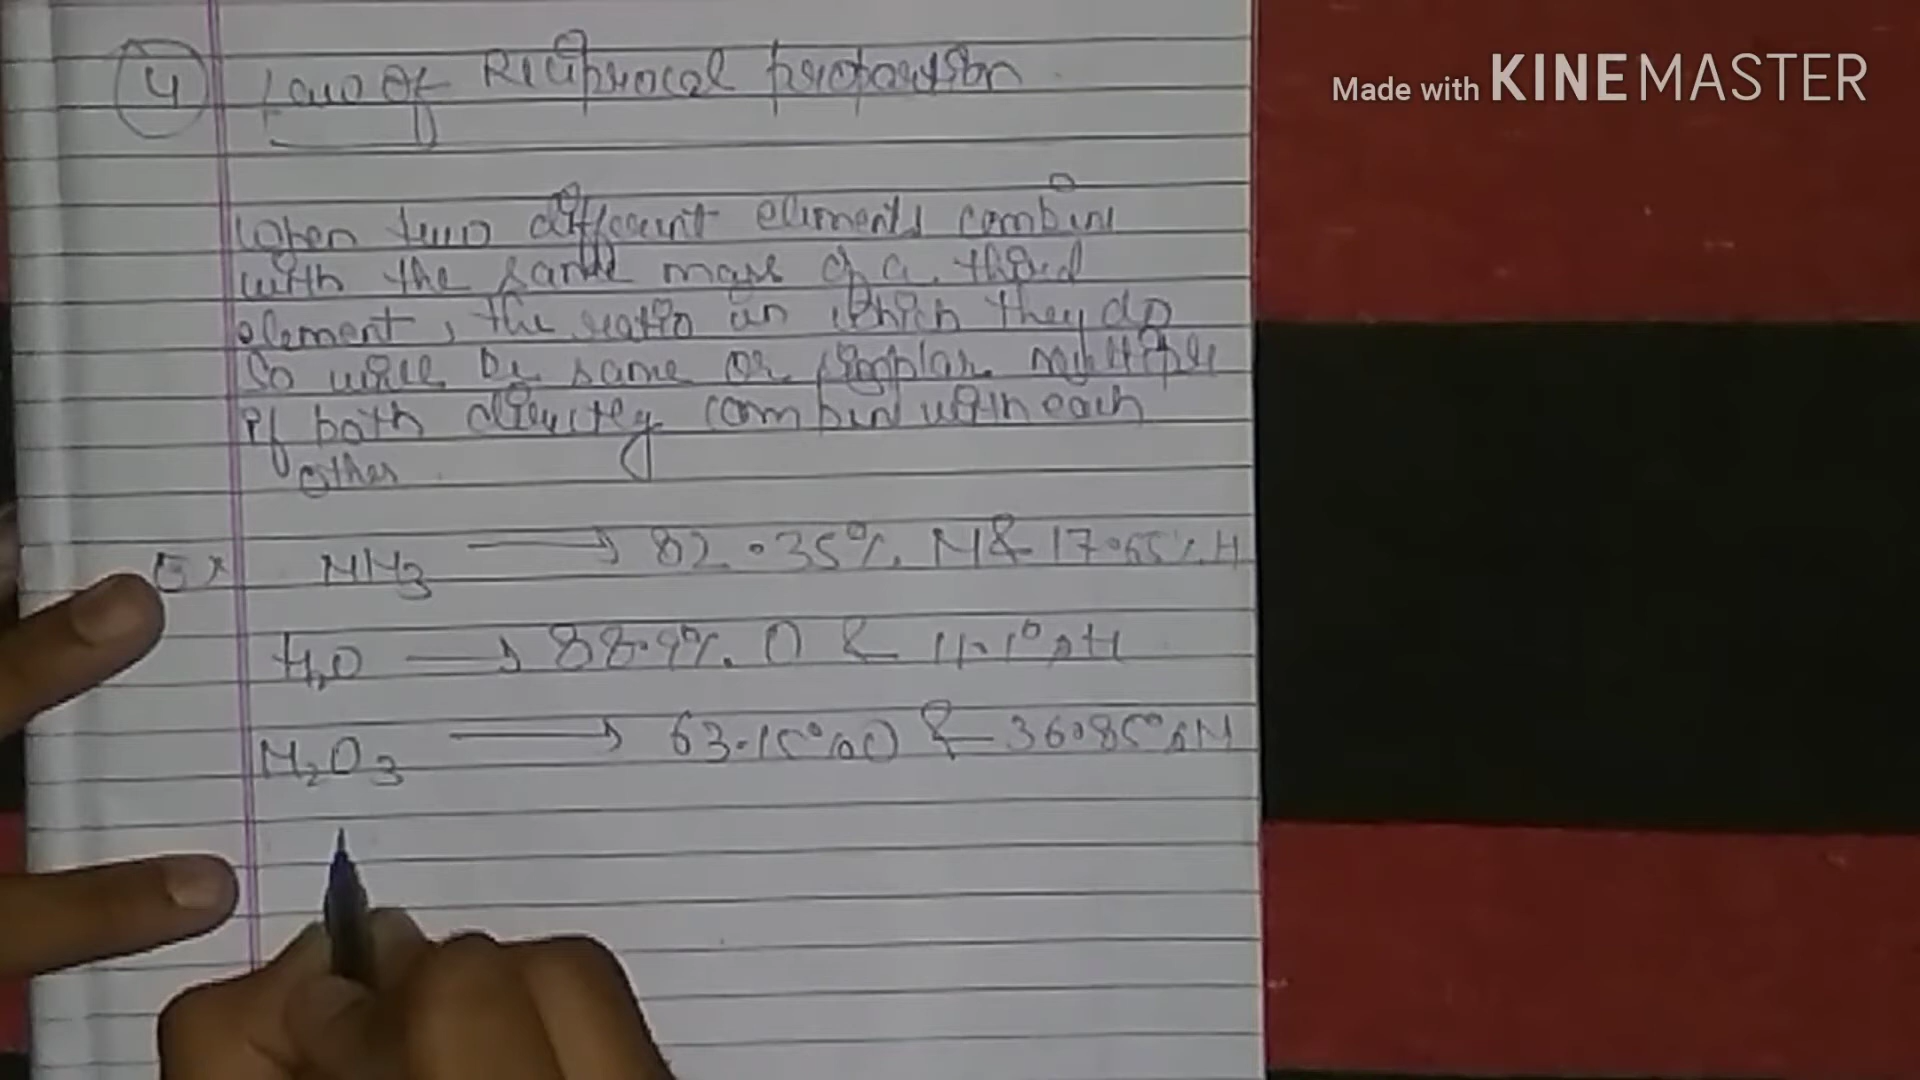 4 Law of Reciprocal proportion
Made with KINEMASTER
When two different elements combine
with the same mass of a third
element, the ratio in which they do
so will be same or simplar multiple
if both directly combine with each
other
Ex NH3 → 82.35% N & 17.65% H
H2O → 88.9% O & 11.1% H
N2O3 → 63.15% O & 36.85% N